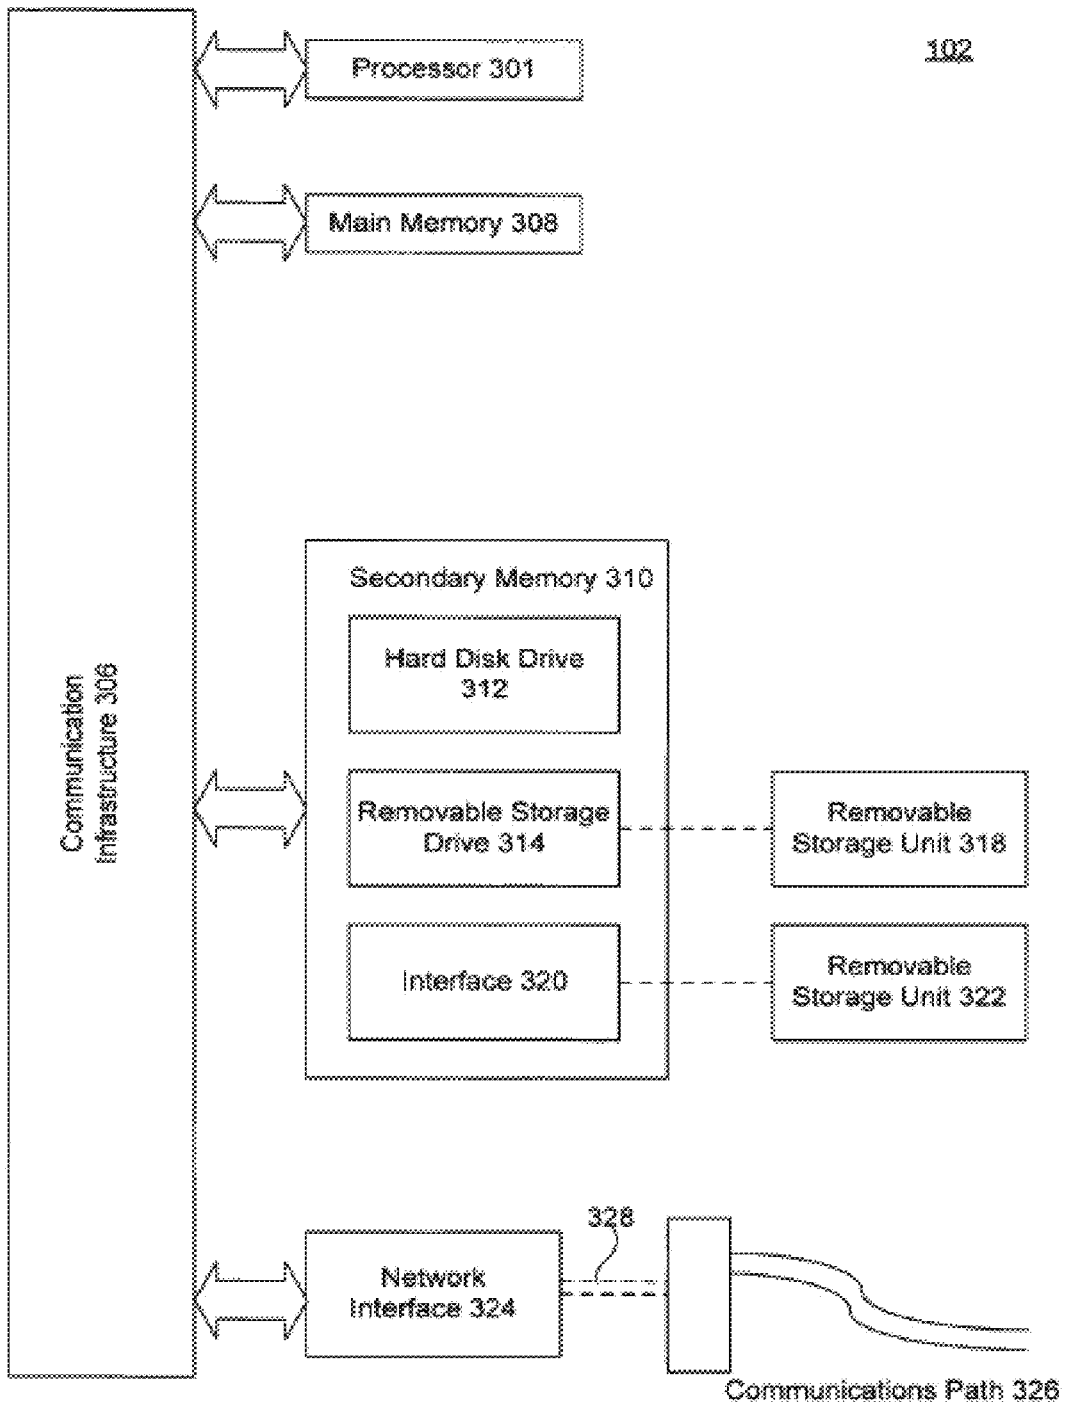 102
Processor 301
Main Memory 308
Secondary Memory 310
Hard Disk Drive
312
Communication
Infrastructure 306
Removable Storage
Drive 314
Removable
Storage Unit 318
Interface 320
Removable
Storage Unit 322
328
Network
Interface 324
Communications Path 326